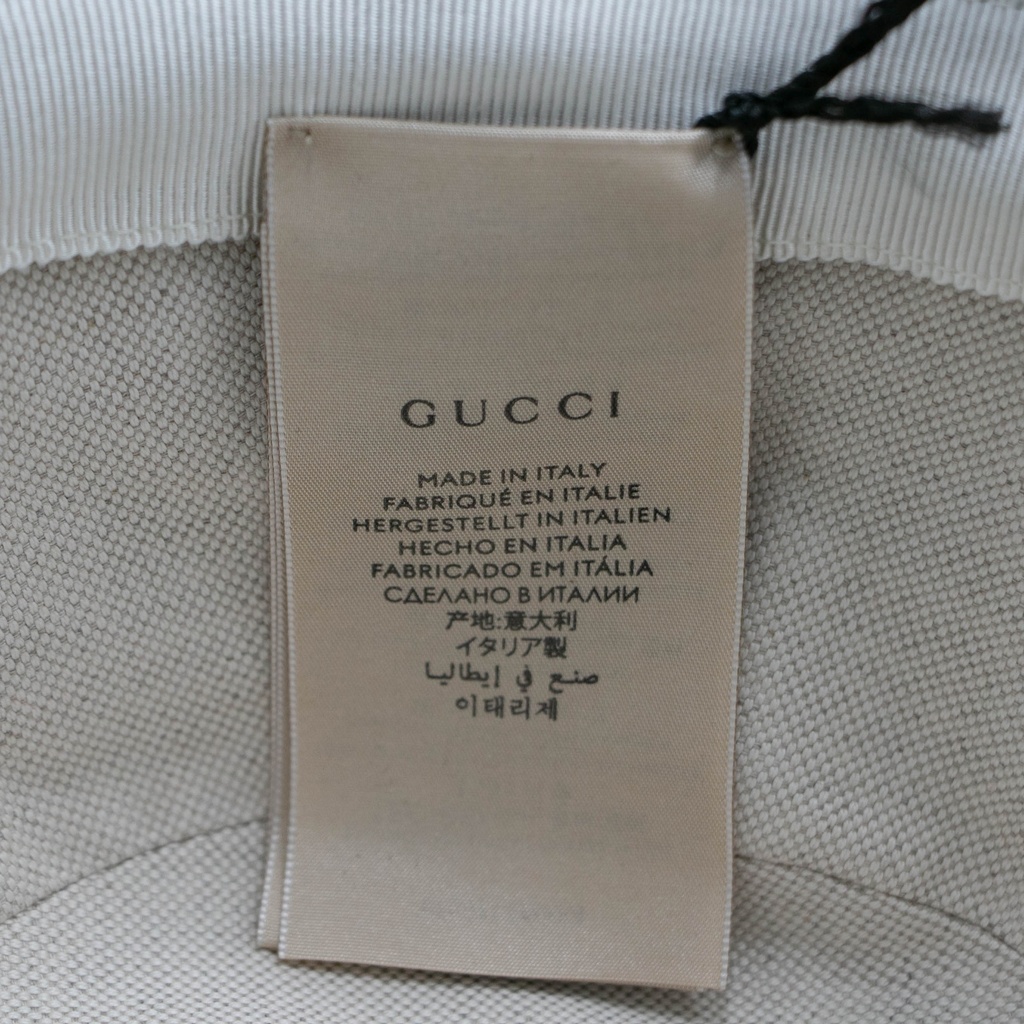 GUCCI
MADE IN ITALY
FABRIQUÉ EN ITALIE
HERGESTELLT IN ITALIEN
HECHO EN ITALIA
FABRICADO EM ITÁLIA
СДЕЛАНО В ИТАЛИИ
产地:意大利
イタリア製
صنع في إيطاليا
이태리제